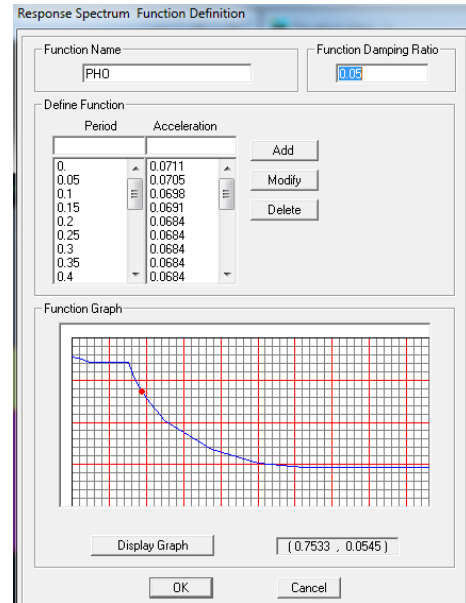 Response Spectrum Function Definition
Function Name
PHO
Function Damping Ratio
0.05
Define Function
Period Acceleration
Add
Modify
Delete
0. 0.0711
0.05 0.0705
0.1 0.0698
0.15 0.0691
0.2 0.0684
0.25 0.0684
0.3 0.0684
0.35 0.0684
0.4 0.0684
Function Graph
Display Graph
( 0.7533 , 0.0545 )
OK
Cancel